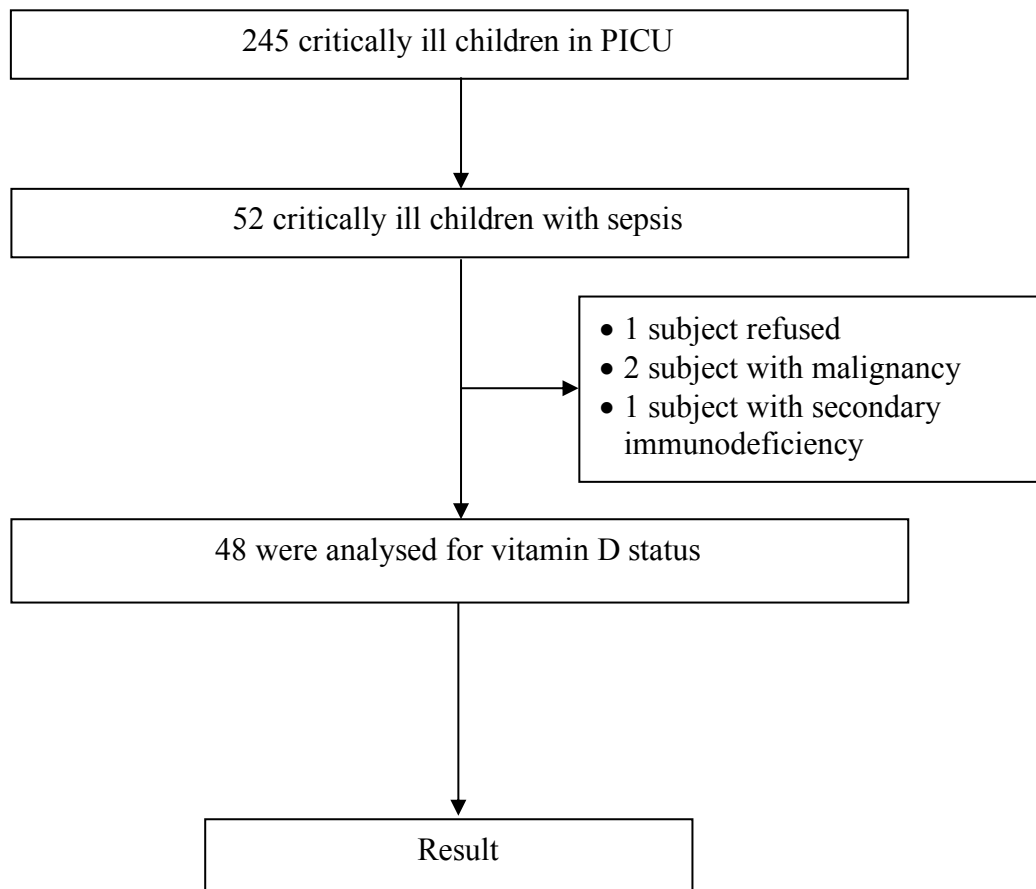 245 critically ill children in PICU
52 critically ill children with sepsis
• 1 subject refused
• 2 subject with malignancy
• 1 subject with secondary
immunodeficiency
48 were analysed for vitamin D status
Result